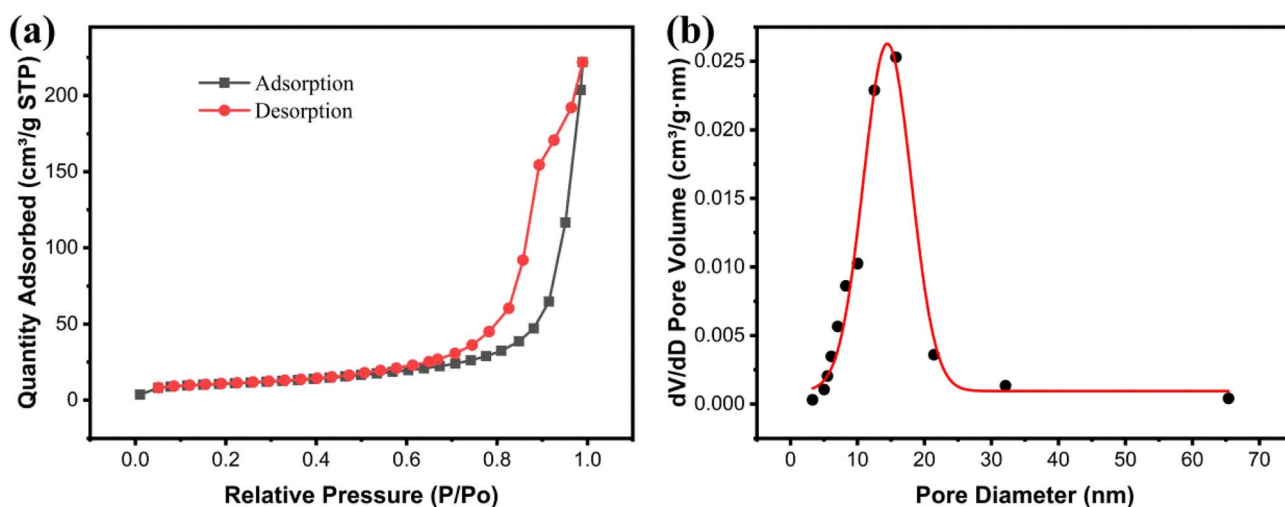 (a)
Quantity Adsorbed (cm³/g STP)
200
150
100
50
0
Adsorption
Desorption
0.0 0.2 0.4 0.6 0.8 1.0
Relative Pressure (P/Po)
(b)
dV/dD Pore Volume (cm³/g·nm)
0.025
0.020
0.015
0.010
0.005
0.000
0 10 20 30 40 50 60 70
Pore Diameter (nm)